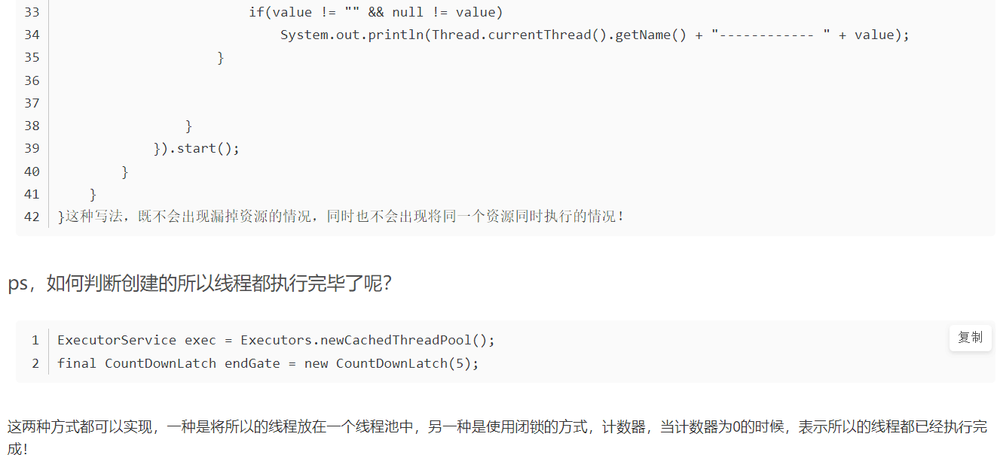 33 if(value != "" && null != value)
34 System.out.println(Thread.currentThread().getName() + "------------ " + value);
35 }
36
37
38 }
39 }).start();
40 }
41 }
42 }这种写法，既不会出现漏掉资源的情况，同时也不会出现将同一个资源同时执行的情况！
ps，如何判断创建的所以线程都执行完毕了呢？
复制
1 ExecutorService exec = Executors.newCachedThreadPool();
2 final CountDownLatch endGate = new CountDownLatch(5);
这两种方式都可以实现，一种是将所以的线程放在一个线程池中，另一种是使用闭锁的方式，计数器，当计数器为0的时候，表示所以的线程都已经执行完
成！